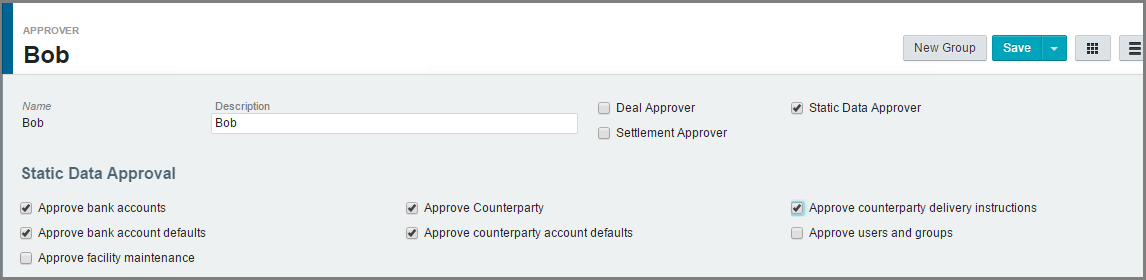 APPROVER
Bob
New Group
Save
Name
Description
Deal Approver
Static Data Approver
Bob
Bob
Settlement Approver
Static Data Approval
Approve bank accounts
Approve Counterparty
Approve counterparty delivery instructions
Approve bank account defaults
Approve counterparty account defaults
Approve users and groups
Approve facility maintenance